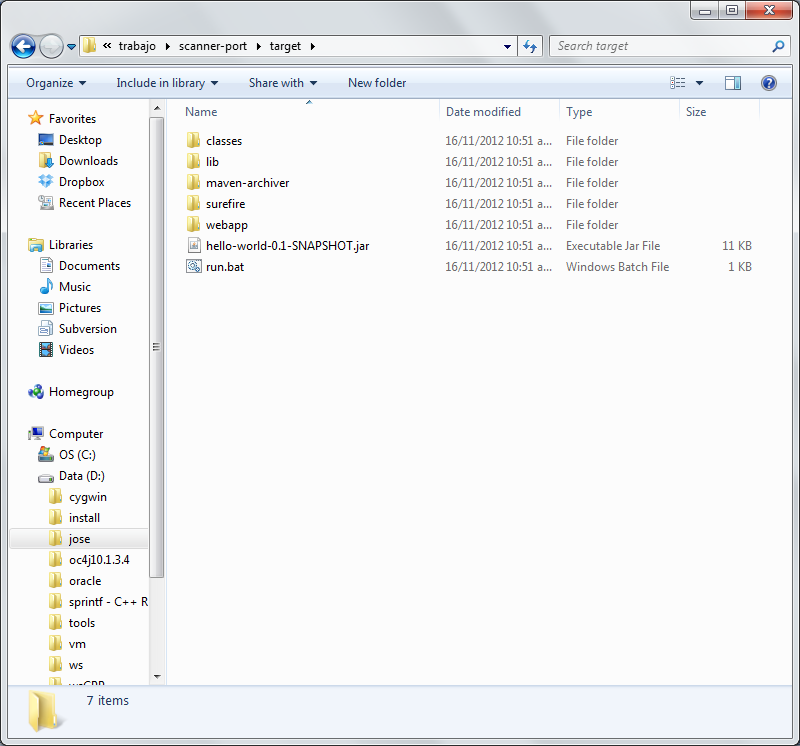 « trabajo scanner-port target
Search target
Organize Include in library Share with New folder
Name Date modified Type Size
Favorites
Desktop
Downloads
Dropbox
Recent Places
Libraries
Documents
Music
Pictures
Subversion
Videos
Homegroup
Computer
OS (C:)
Data (D:)
cygwin
install
jose
oc4j10.1.3.4
oracle
sprintf - C++ R
tools
vm
ws
classes 16/11/2012 10:51 a... File folder
lib 16/11/2012 10:51 a... File folder
maven-archiver 16/11/2012 10:51 a... File folder
surefire 16/11/2012 10:51 a... File folder
webapp 16/11/2012 10:51 a... File folder
hello-world-0.1-SNAPSHOT.jar 16/11/2012 10:51 a... Executable Jar File 11 KB
run.bat 16/11/2012 10:51 a... Windows Batch File 1 KB
7 items